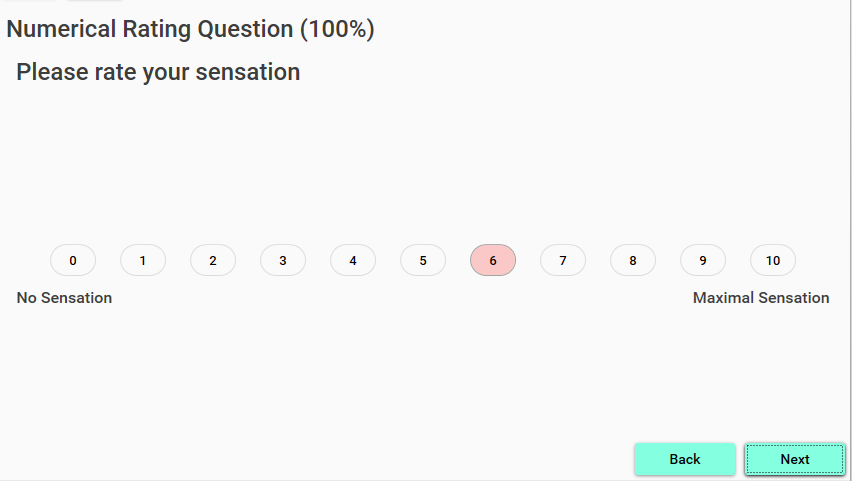 Numerical Rating Question (100%)
Please rate your sensation
0 1 2 3 4 5 6 7 8 9 10
No Sensation Maximal Sensation
Back Next